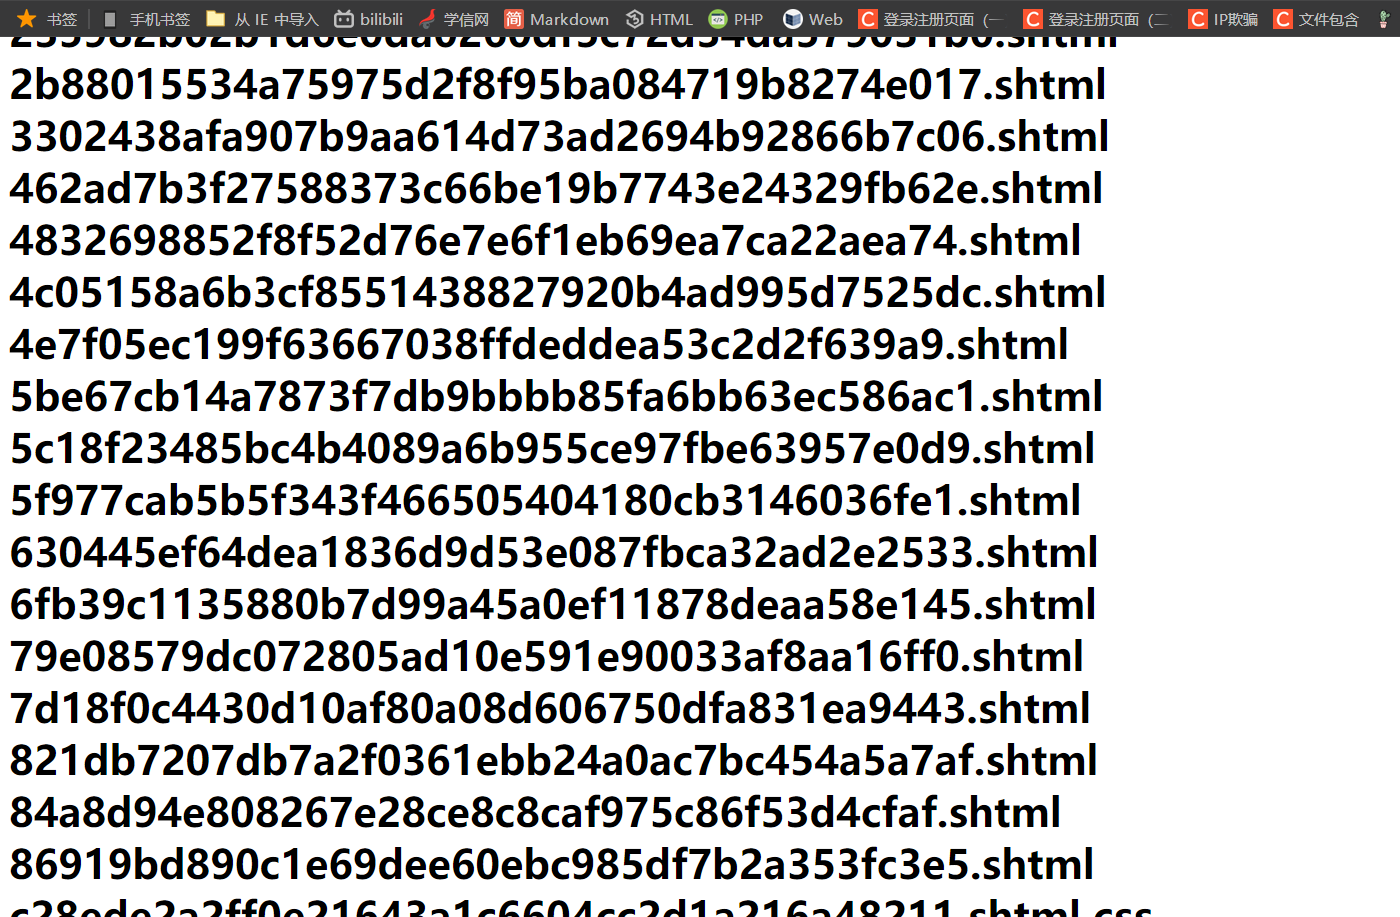 书签 手机书签 从 IE 中导入 bilibili 学信网 Markdown HTML PHP Web 登录注册页面（一 登录注册页面（二 IP欺骗 文件包含
2b88015534a75975d2f8f95ba084719b8274e017.shtml
3302438afa907b9aa614d73ad2694b92866b7c06.shtml
462ad7b3f27588373c66be19b7743e24329fb62e.shtml
4832698852f8f52d76e7e6f1eb69ea7ca22aea74.shtml
4c05158a6b3cf8551438827920b4ad995d7525dc.shtml
4e7f05ec199f63667038ffdeddea53c2d2f639a9.shtml
5be67cb14a7873f7db9bbbb85fa6bb63ec586ac1.shtml
5c18f23485bc4b4089a6b955ce97fbe63957e0d9.shtml
5f977cab5b5f343f466505404180cb3146036fe1.shtml
630445ef64dea1836d9d53e087fbca32ad2e2533.shtml
6fb39c1135880b7d99a45a0ef11878deaa58e145.shtml
79e08579dc072805ad10e591e90033af8aa16ff0.shtml
7d18f0c4430d10af80a08d606750dfa831ea9443.shtml
821db7207db7a2f0361ebb24a0ac7bc454a5a7af.shtml
84a8d94e808267e28ce8c8caf975c86f53d4cfaf.shtml
86919bd890c1e69dee60ebc985df7b2a353fc3e5.shtml